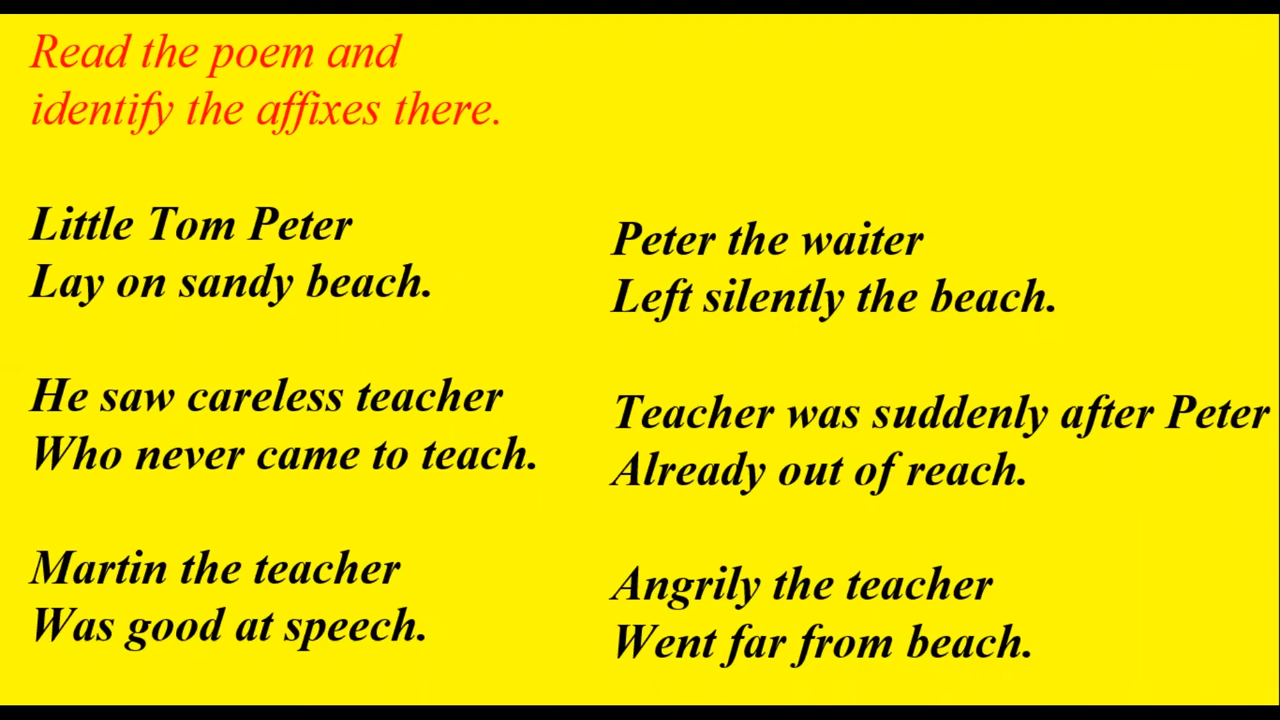 Read the poem and
identify the affixes there.
Little Tom Peter
Lay on sandy beach.
He saw careless teacher
Who never came to teach.
Martin the teacher
Was good at speech.
Peter the waiter
Left silently the beach.
Teacher was suddenly after Peter
Already out of reach.
Angrily the teacher
Went far from beach.